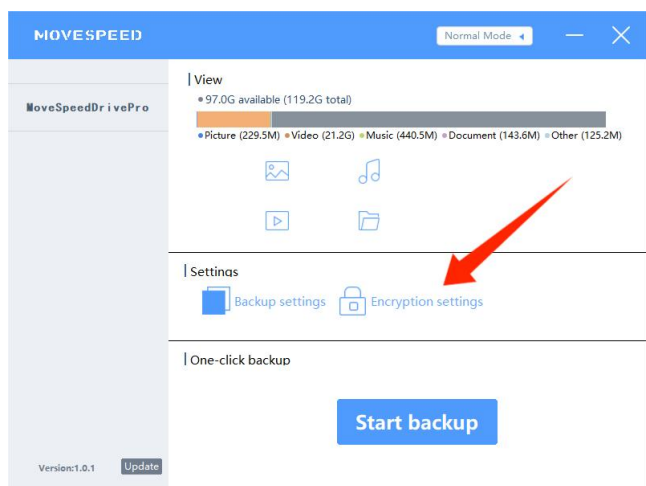 MOVESPEED
Normal Mode
MoveSpeedDrivePro
View
97.0G available (119.2G total)
Picture (229.5M) Video (21.2G) Music (440.5M) Document (143.6M) Other (125.2M)
Settings
Backup settings Encryption settings
One-click backup
Start backup
Version:1.0.1 Update